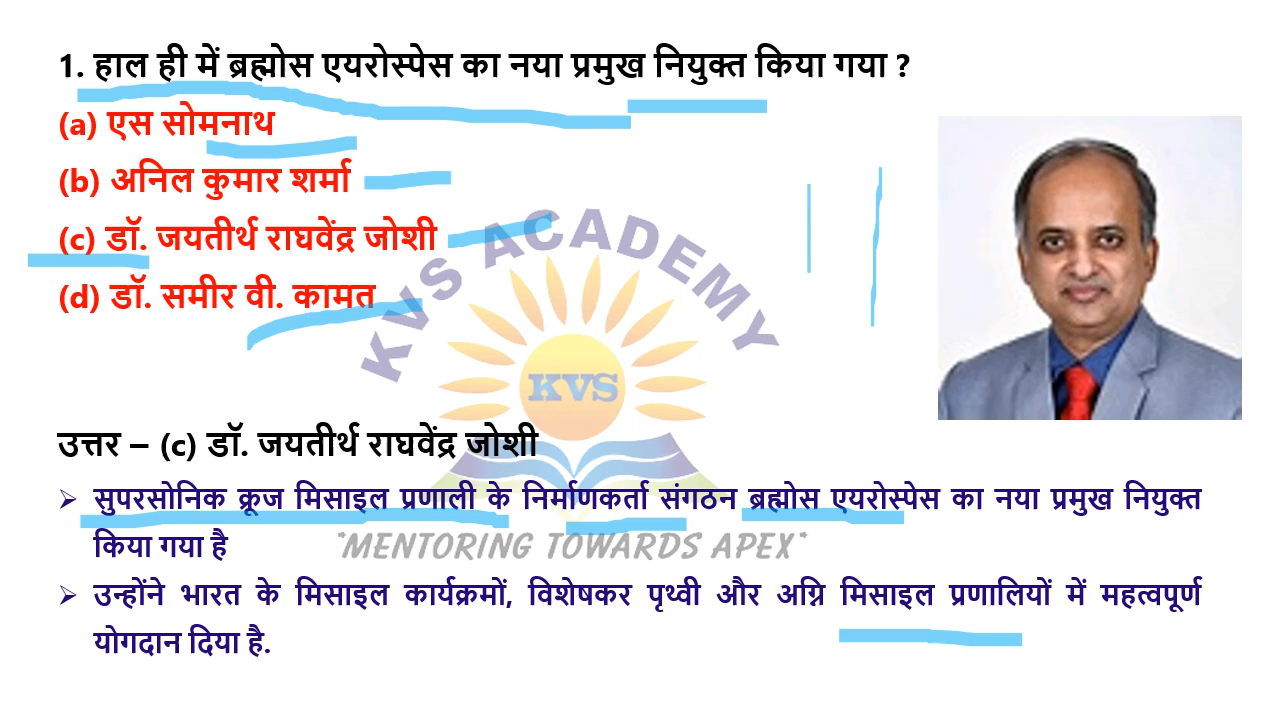 1. हाल ही में ब्रह्मोस एयरोस्पेस का नया प्रमुख नियुक्त किया गया ?
(a) एस सोमनाथ
(b) अनिल कुमार शर्मा
(c) डॉ. जयतीर्थ राघवेंद्र जोशी
(d) डॉ. समीर वी. कामत
KVS ACADEMY
KVS
उत्तर – (c) डॉ. जयतीर्थ राघवेंद्र जोशी
➢ सुपरसोनिक क्रूज मिसाइल प्रणाली के निर्माणकर्ता संगठन ब्रह्मोस एयरोस्पेस का नया प्रमुख नियुक्त
किया गया है
"MENTORING TOWARDS APEX"
➢ उन्होंने भारत के मिसाइल कार्यक्रमों, विशेषकर पृथ्वी और अग्नि मिसाइल प्रणालियों में महत्वपूर्ण
योगदान दिया है.